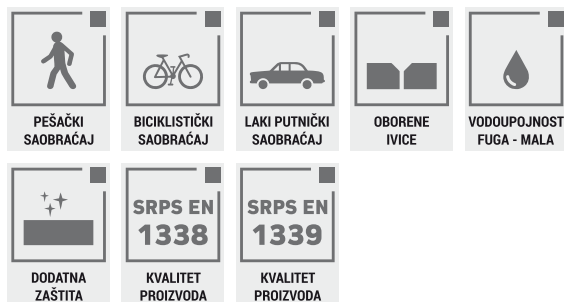 PEŠAČKI
SAOBRAĆAJ
BICIKLISTIČKI
SAOBRAĆAJ
LAKI PUTNIČKI
SAOBRAĆAJ
OBORENE
IVICE
VODOUPOJNOST
FUGA - MALA
DODATNA
ZAŠTITA
SRPS EN
1338
KVALITET
PROIZVODA
SRPS EN
1339
KVALITET
PROIZVODA